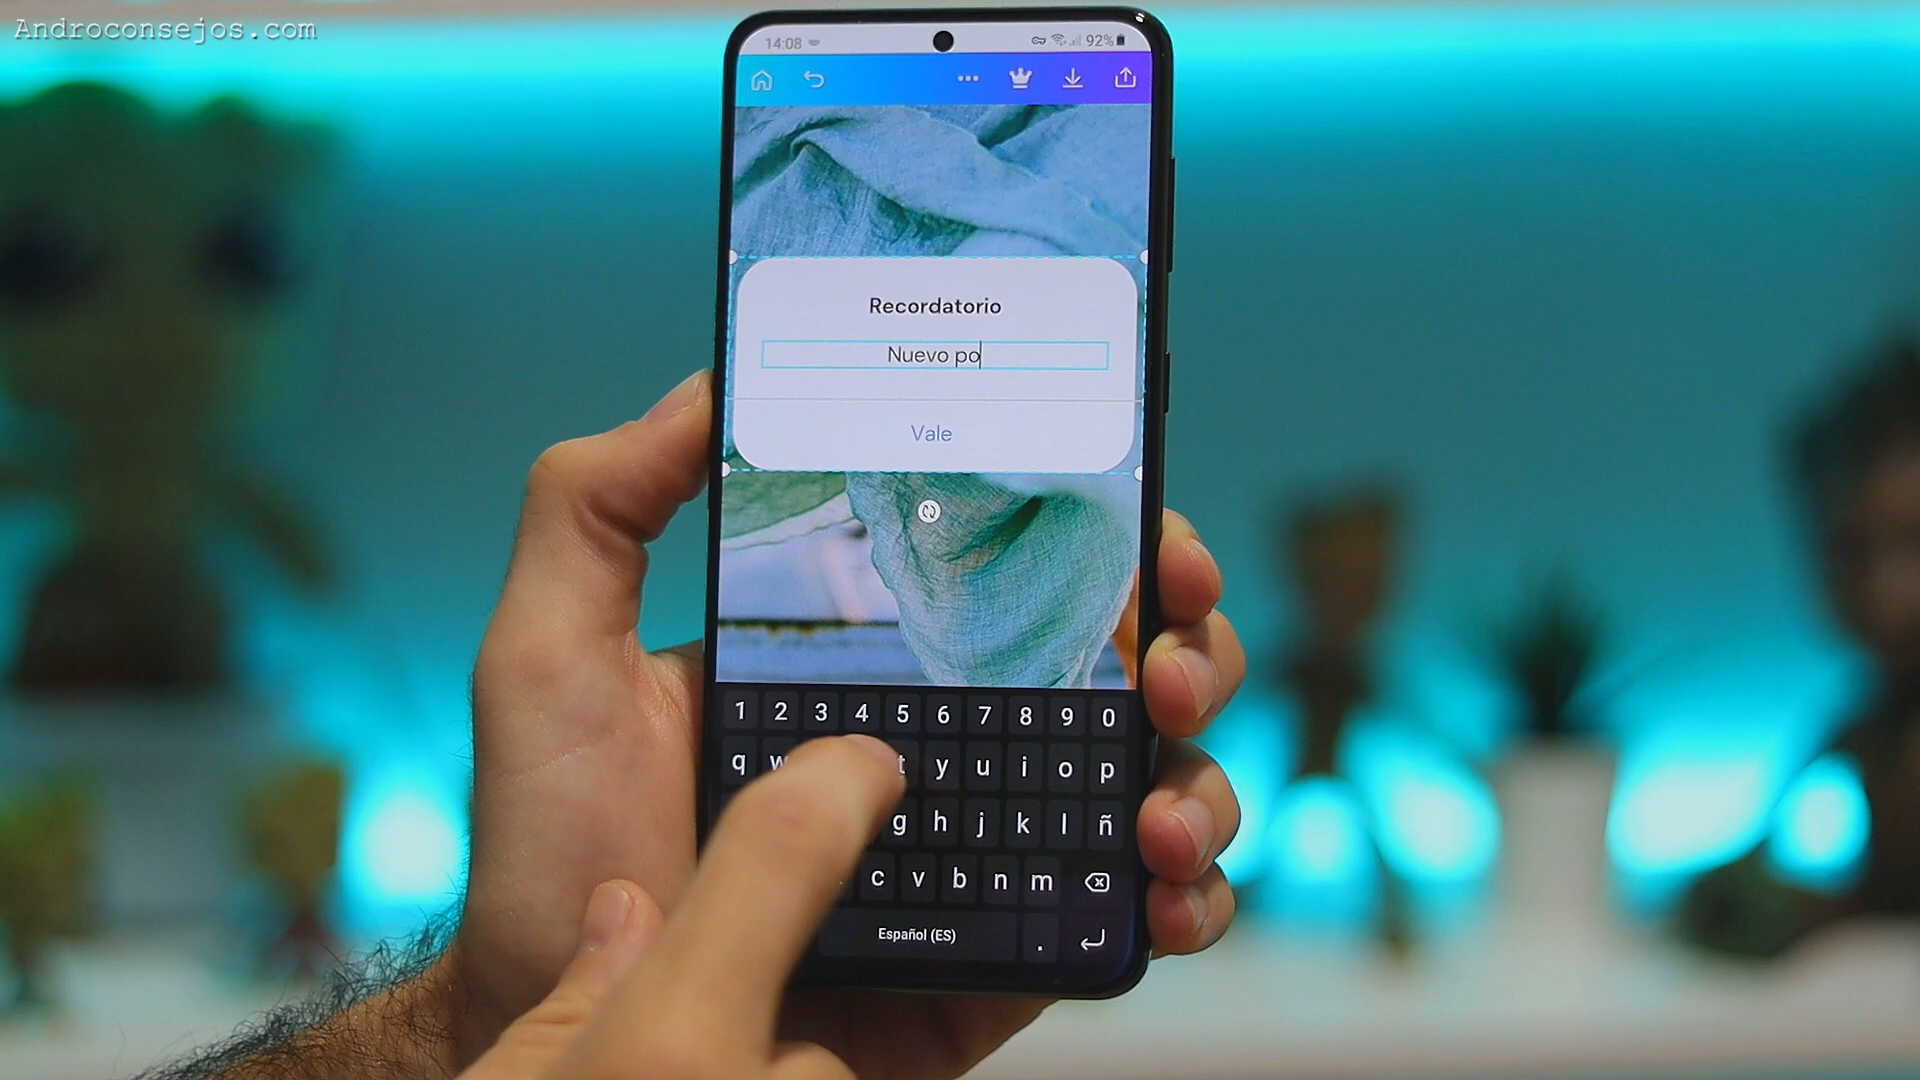 Androconsejos.com
14:08 92%
Recordatorio
Nuevo po
Vale
1 2 3 4 5 6 7 8 9 0
q w t y u i o p
g h j k l ñ
c v b n m
Español (ES) .